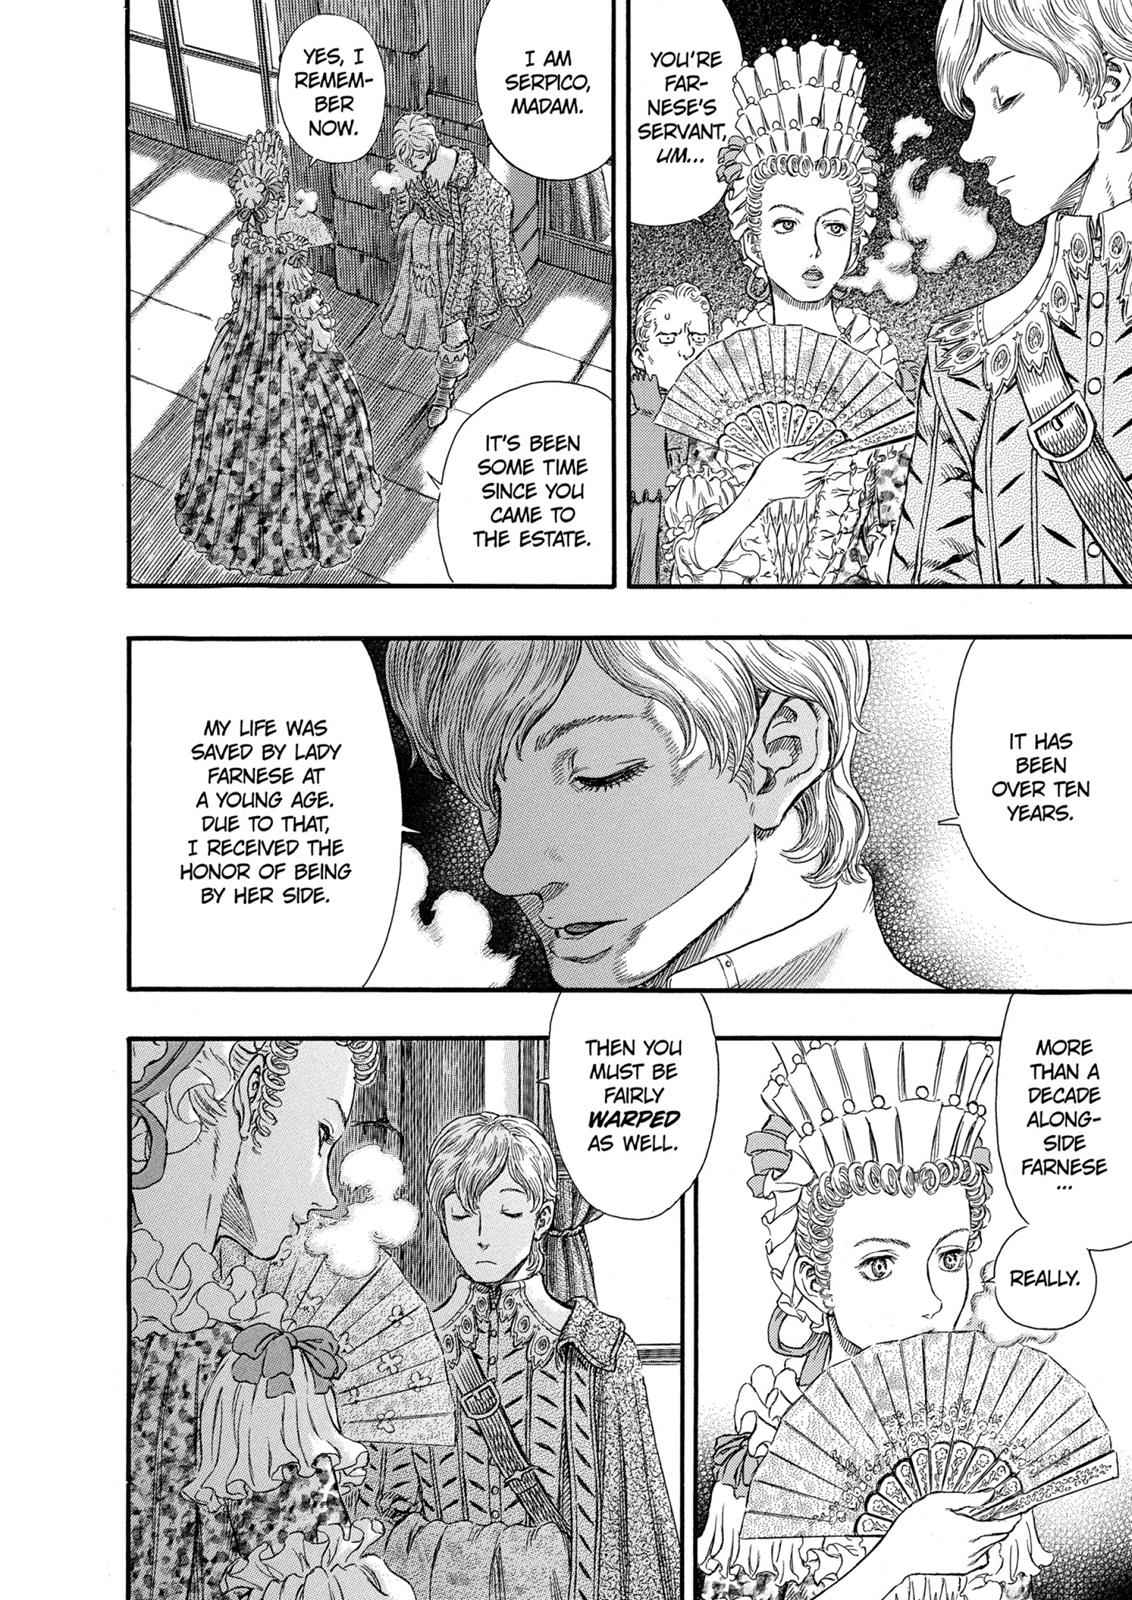 YOU'RE
FAR-
NESE'S
SERVANT,
UM...
I AM
SERPICO,
MADAM.
YES, I
REMEM-
BER
NOW.
IT'S BEEN
SOME TIME
SINCE YOU
CAME TO
THE ESTATE.
IT HAS
BEEN
OVER TEN
YEARS.
MY LIFE WAS
SAVED BY LADY
FARNESE AT
A YOUNG AGE.
DUE TO THAT,
I RECEIVED THE
HONOR OF BEING
BY HER SIDE.
MORE
THAN A
DECADE
ALONG-
SIDE
FARNESE
...
REALLY.
THEN YOU
MUST BE
FAIRLY
WARPED
AS WELL.